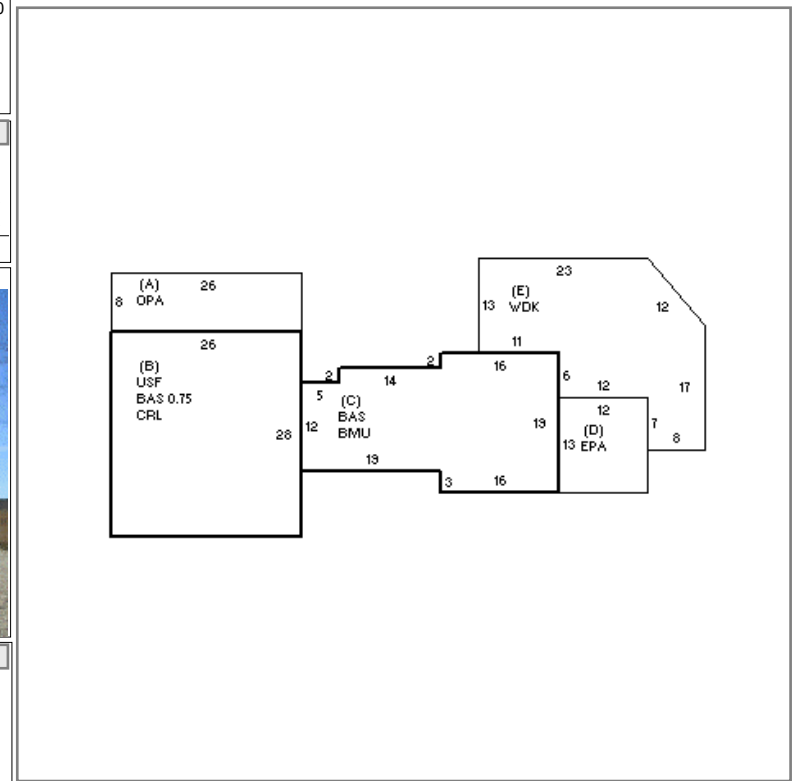 0
(A) 26
8 OPA
26
(B)
USF
BAS 0.75
CRL
28
2
5
14
2
(C)
12 BAS
BMU
19
16
19
3 16
23
(E)
13 WDK
12
11
6
12
17
12
(D)
13 EPA
7
8